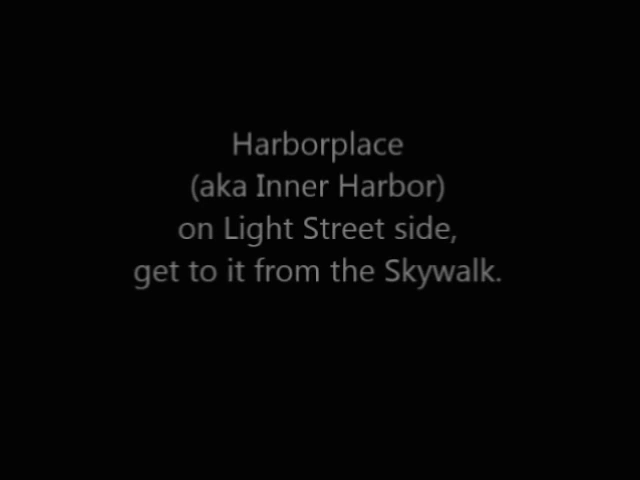 Harborplace
(aka Inner Harbor)
on Light Street side,
get to it from the Skywalk.